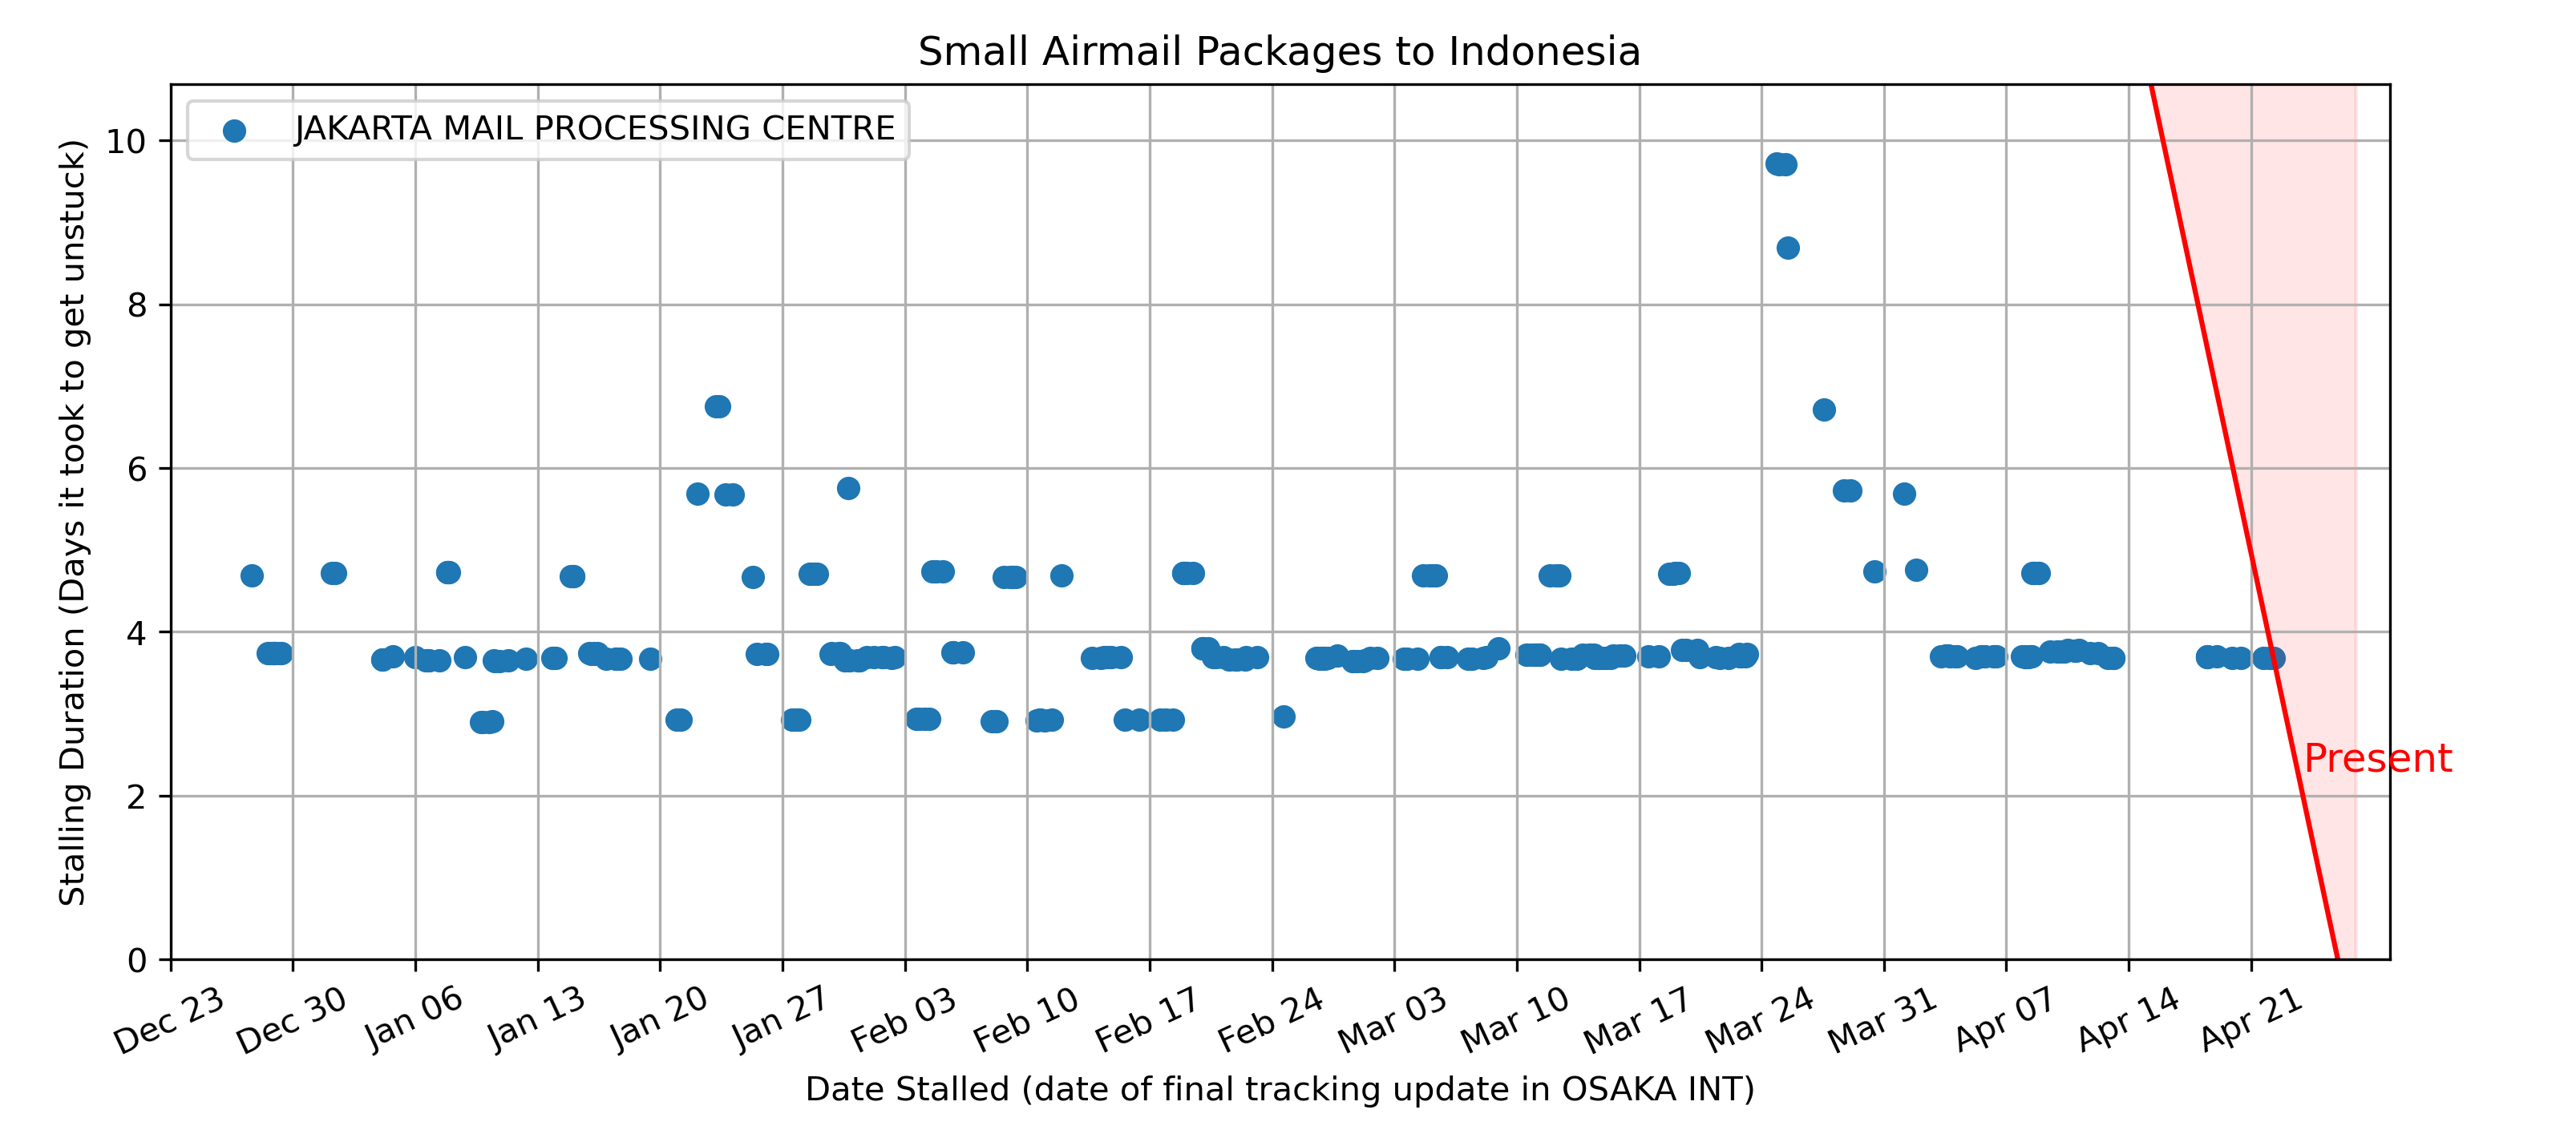 Small Airmail Packages to Indonesia
JAKARTA MAIL PROCESSING CENTRE
Stalling Duration (Days it took to get unstuck)
10
8
6
4
2
0
Present
Dec 23
Dec 30
Jan 06
Jan 13
Jan 20
Jan 27
Feb 03
Feb 10
Feb 17
Feb 24
Mar 03
Mar 10
Mar 17
Mar 24
Mar 31
Apr 07
Apr 14
Apr 21
Date Stalled (date of final tracking update in OSAKA INT)